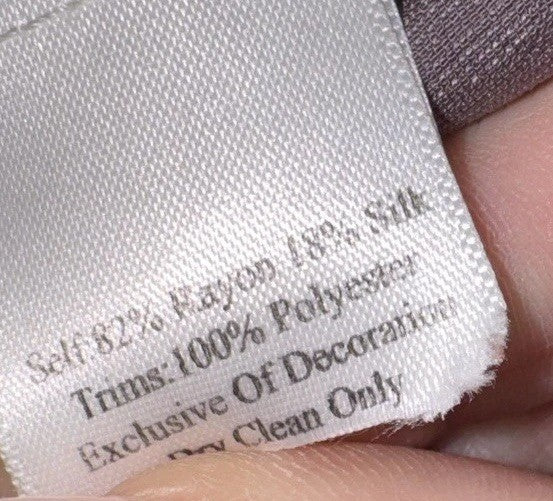 Self:82% Rayon 18% Silk
Trims:100% Polyester
Exclusive Of Decoration
Dry Clean Only